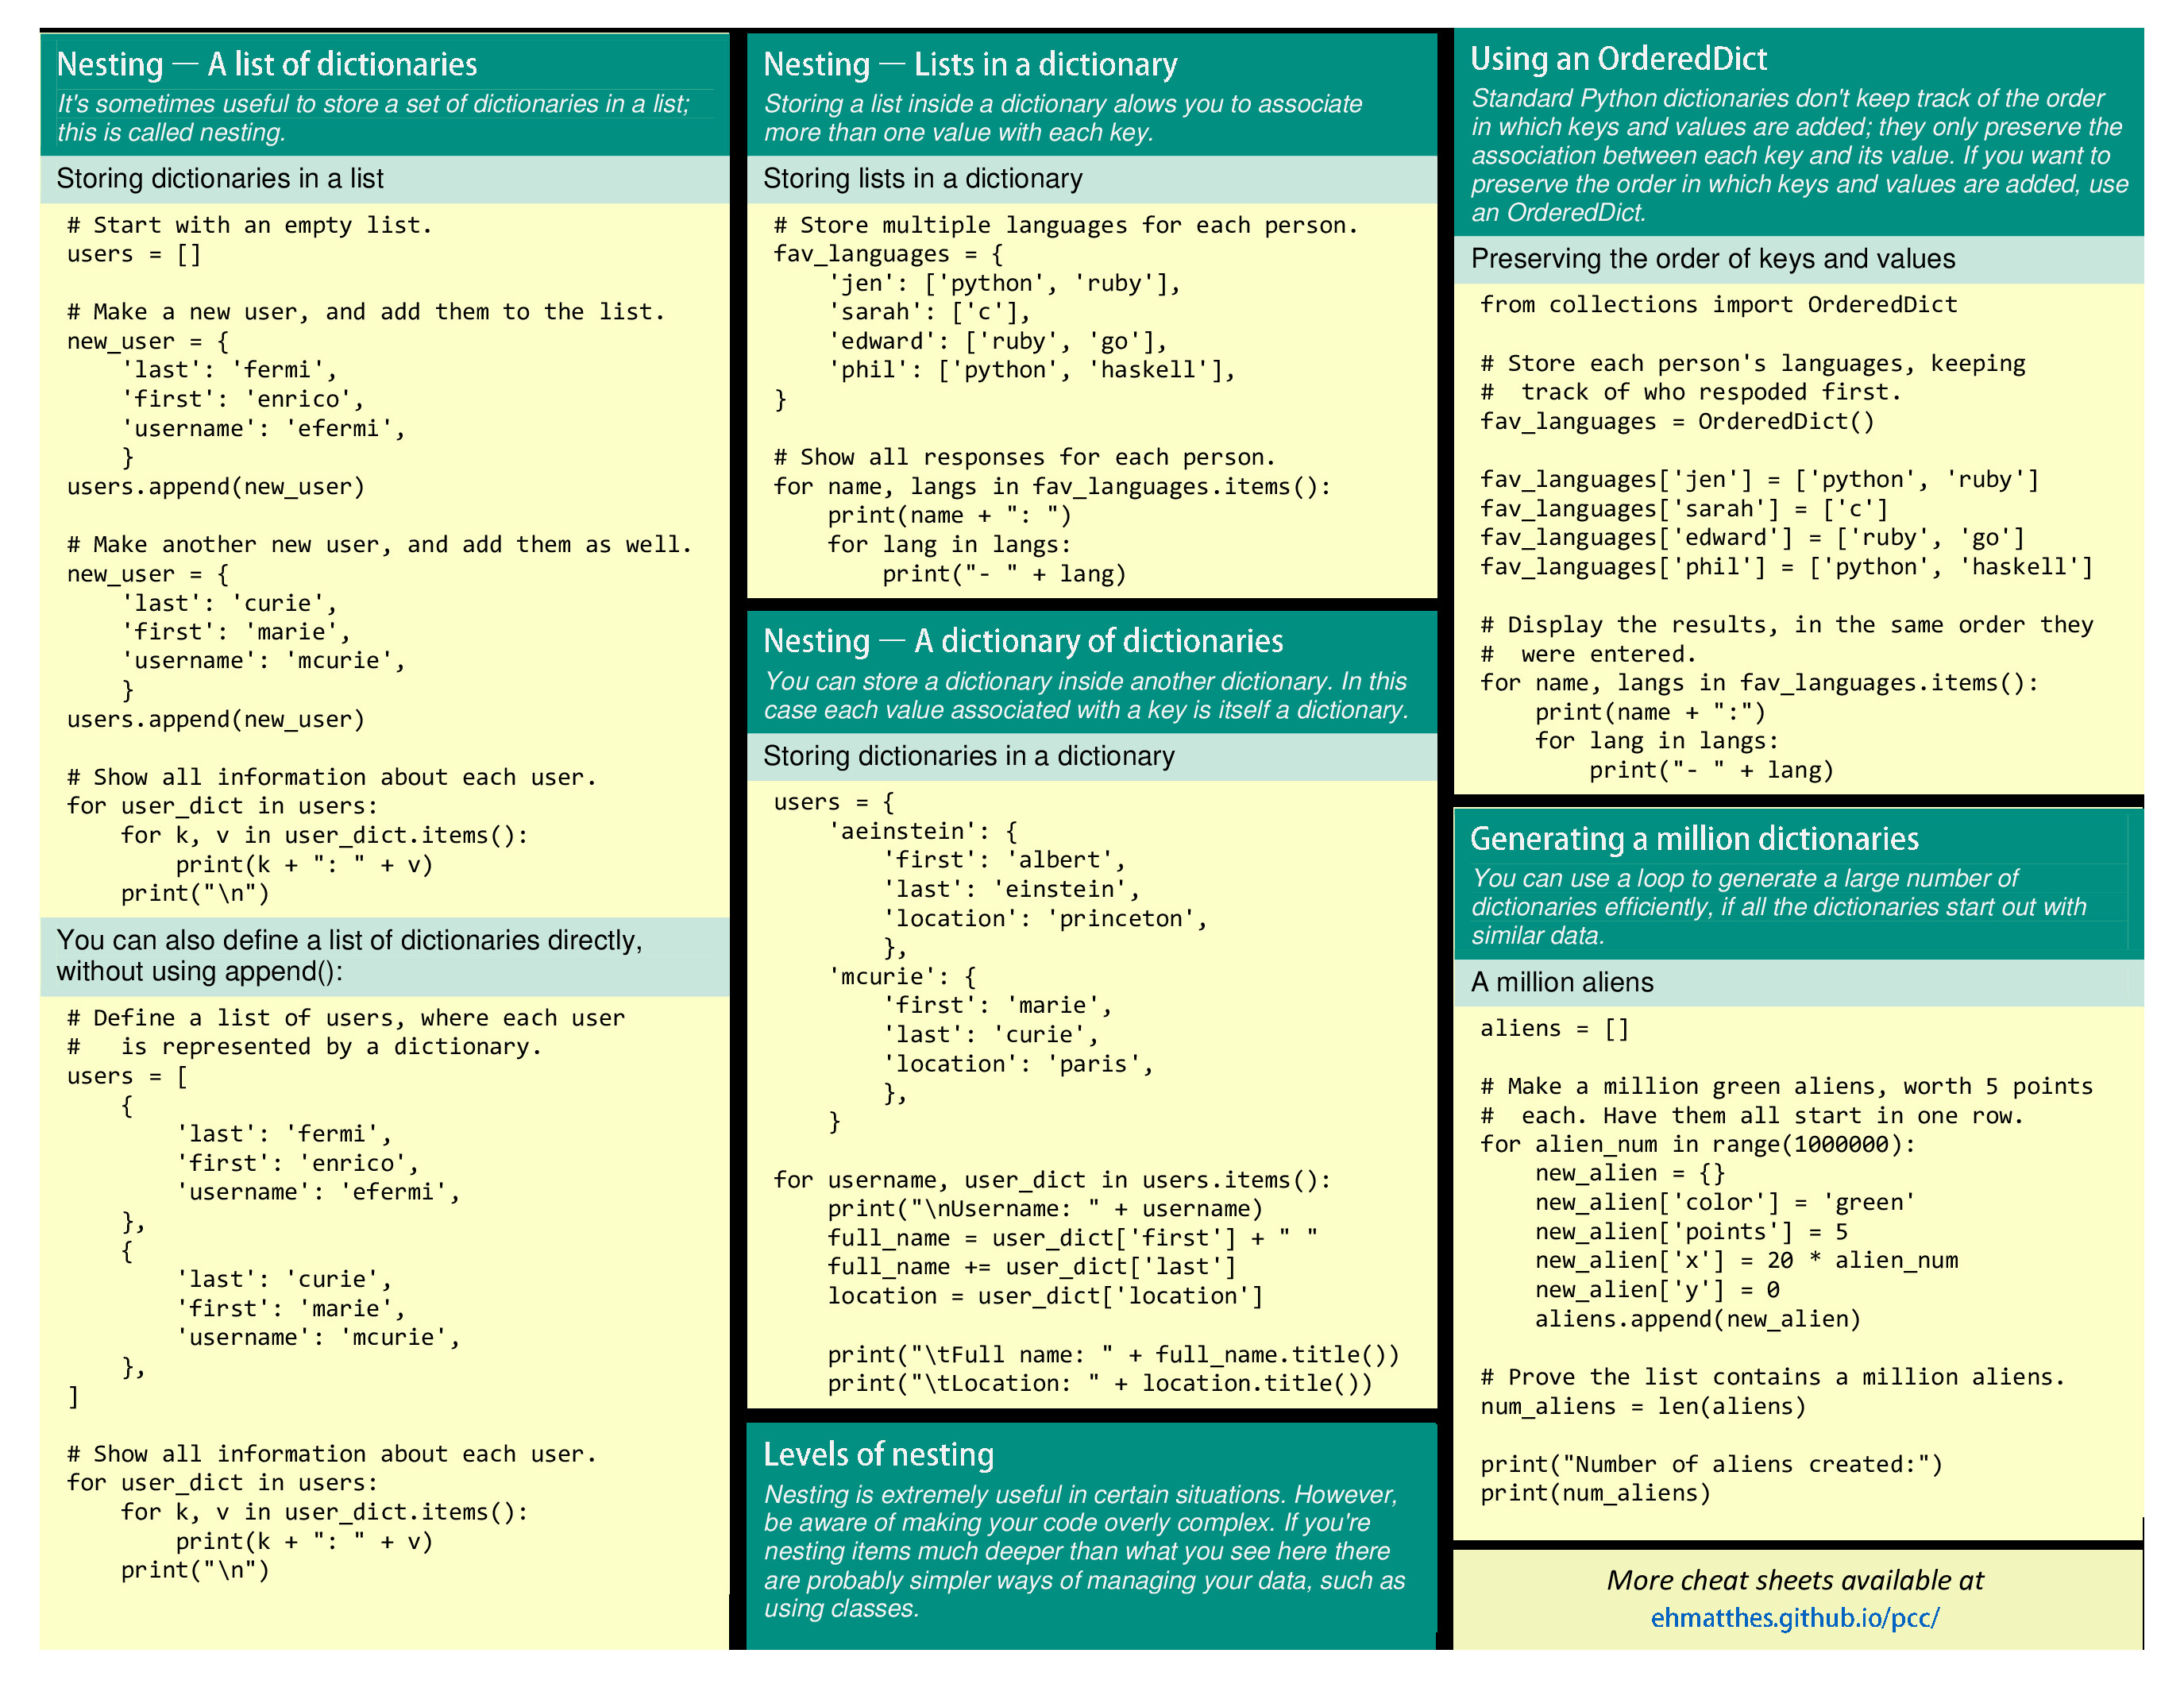 Nesting — A list of dictionaries
It's sometimes useful to store a set of dictionaries in a list;
this is called nesting.
Storing dictionaries in a list
# Start with an empty list.
users = []

# Make a new user, and add them to the list.
new_user = {
    'last': 'fermi',
    'first': 'enrico',
    'username': 'efermi',
    }
users.append(new_user)

# Make another new user, and add them as well.
new_user = {
    'last': 'curie',
    'first': 'marie',
    'username': 'mcurie',
    }
users.append(new_user)

# Show all information about each user.
for user_dict in users:
    for k, v in user_dict.items():
        print(k + ": " + v)
    print("\n")
You can also define a list of dictionaries directly,
without using append():
# Define a list of users, where each user
#   is represented by a dictionary.
users = [
    {
        'last': 'fermi',
        'first': 'enrico',
        'username': 'efermi',
    },
    {
        'last': 'curie',
        'first': 'marie',
        'username': 'mcurie',
    },
]

# Show all information about each user.
for user_dict in users:
    for k, v in user_dict.items():
        print(k + ": " + v)
    print("\n")
Nesting — Lists in a dictionary
Storing a list inside a dictionary alows you to associate
more than one value with each key.
Storing lists in a dictionary
# Store multiple languages for each person.
fav_languages = {
    'jen': ['python', 'ruby'],
    'sarah': ['c'],
    'edward': ['ruby', 'go'],
    'phil': ['python', 'haskell'],
}

# Show all responses for each person.
for name, langs in fav_languages.items():
    print(name + ": ")
    for lang in langs:
        print("- " + lang)
Nesting — A dictionary of dictionaries
You can store a dictionary inside another dictionary. In this
case each value associated with a key is itself a dictionary.
Storing dictionaries in a dictionary
users = {
    'aeinstein': {
        'first': 'albert',
        'last': 'einstein',
        'location': 'princeton',
        },
    'mcurie': {
        'first': 'marie',
        'last': 'curie',
        'location': 'paris',
        },
    }

for username, user_dict in users.items():
    print("\nUsername: " + username)
    full_name = user_dict['first'] + " "
    full_name += user_dict['last']
    location = user_dict['location']

    print("\tFull name: " + full_name.title())
    print("\tLocation: " + location.title())
Levels of nesting
Nesting is extremely useful in certain situations. However,
be aware of making your code overly complex. If you're
nesting items much deeper than what you see here there
are probably simpler ways of managing your data, such as
using classes.
Using an OrderedDict
Standard Python dictionaries don't keep track of the order
in which keys and values are added; they only preserve the
association between each key and its value. If you want to
preserve the order in which keys and values are added, use
an OrderedDict.
Preserving the order of keys and values
from collections import OrderedDict

# Store each person's languages, keeping
#  track of who respoded first.
fav_languages = OrderedDict()

fav_languages['jen'] = ['python', 'ruby']
fav_languages['sarah'] = ['c']
fav_languages['edward'] = ['ruby', 'go']
fav_languages['phil'] = ['python', 'haskell']

# Display the results, in the same order they
#  were entered.
for name, langs in fav_languages.items():
    print(name + ":")
    for lang in langs:
        print("- " + lang)
Generating a million dictionaries
You can use a loop to generate a large number of
dictionaries efficiently, if all the dictionaries start out with
similar data.
A million aliens
aliens = []

# Make a million green aliens, worth 5 points
#  each. Have them all start in one row.
for alien_num in range(1000000):
    new_alien = {}
    new_alien['color'] = 'green'
    new_alien['points'] = 5
    new_alien['x'] = 20 * alien_num
    new_alien['y'] = 0
    aliens.append(new_alien)

# Prove the list contains a million aliens.
num_aliens = len(aliens)

print("Number of aliens created:")
print(num_aliens)
More cheat sheets available at
ehmatthes.github.io/pcc/